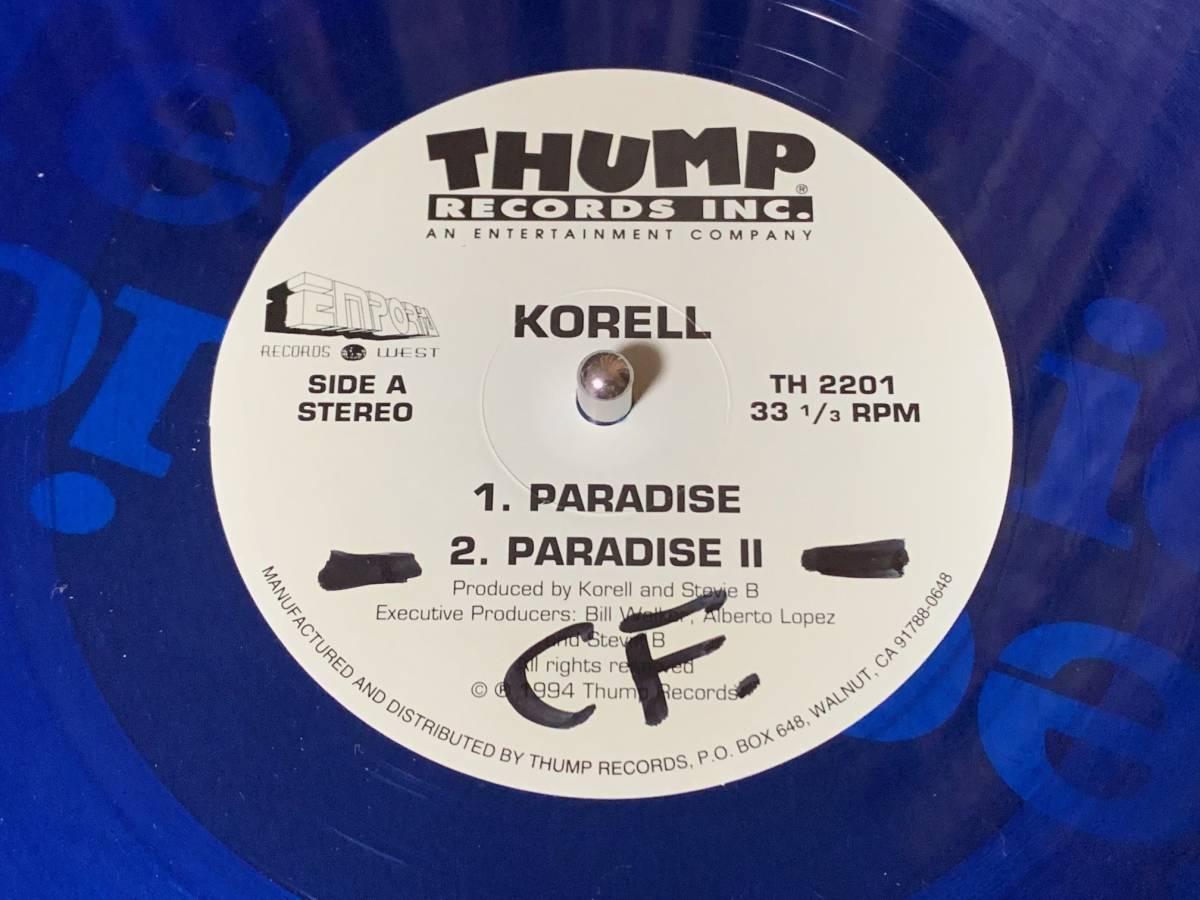 THUMP®
RECORDS INC.
AN ENTERTAINMENT COMPANY
EMPORIA
RECORDS WEST
KORELL
SIDE A
STEREO
TH 2201
33 1/3 RPM
1. PARADISE
2. PARADISE II
Produced by Korell and Stevie B
Executive Producers: Bill Walker, Alberto Lopez
and Stevie B
All rights reserved
© ℗ 1994 Thump Records.
CF.
MANUFACTURED AND DISTRIBUTED BY THUMP RECORDS, P.O. BOX 648, WALNUT, CA 91788-0648